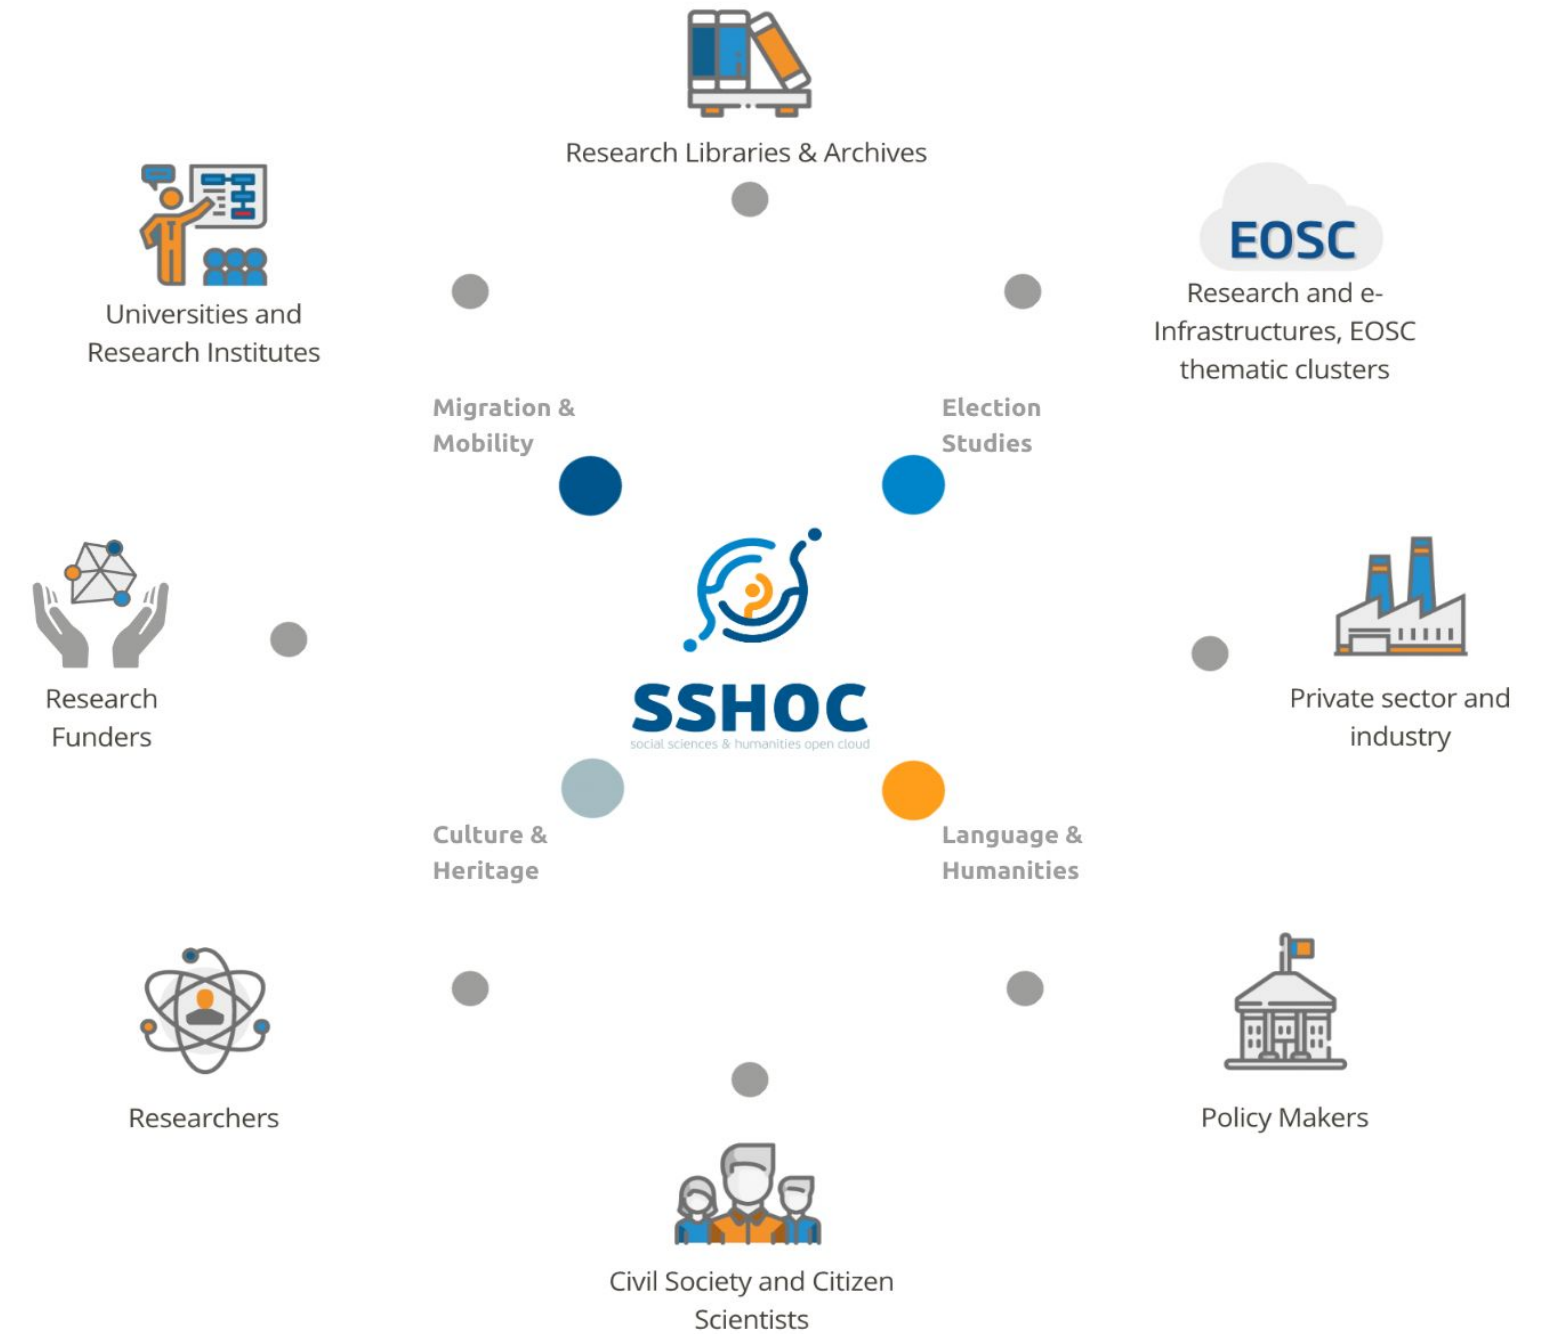 Research Libraries & Archives
EOSC
Research and e-
Infrastructures, EOSC
thematic clusters
Universities and
Research Institutes
Migration &
Mobility
Election
Studies
Research
Funders
SSHOC
social sciences & humanities open cloud
Private sector and
industry
Culture &
Heritage
Language &
Humanities
Researchers
Policy Makers
Civil Society and Citizen
Scientists